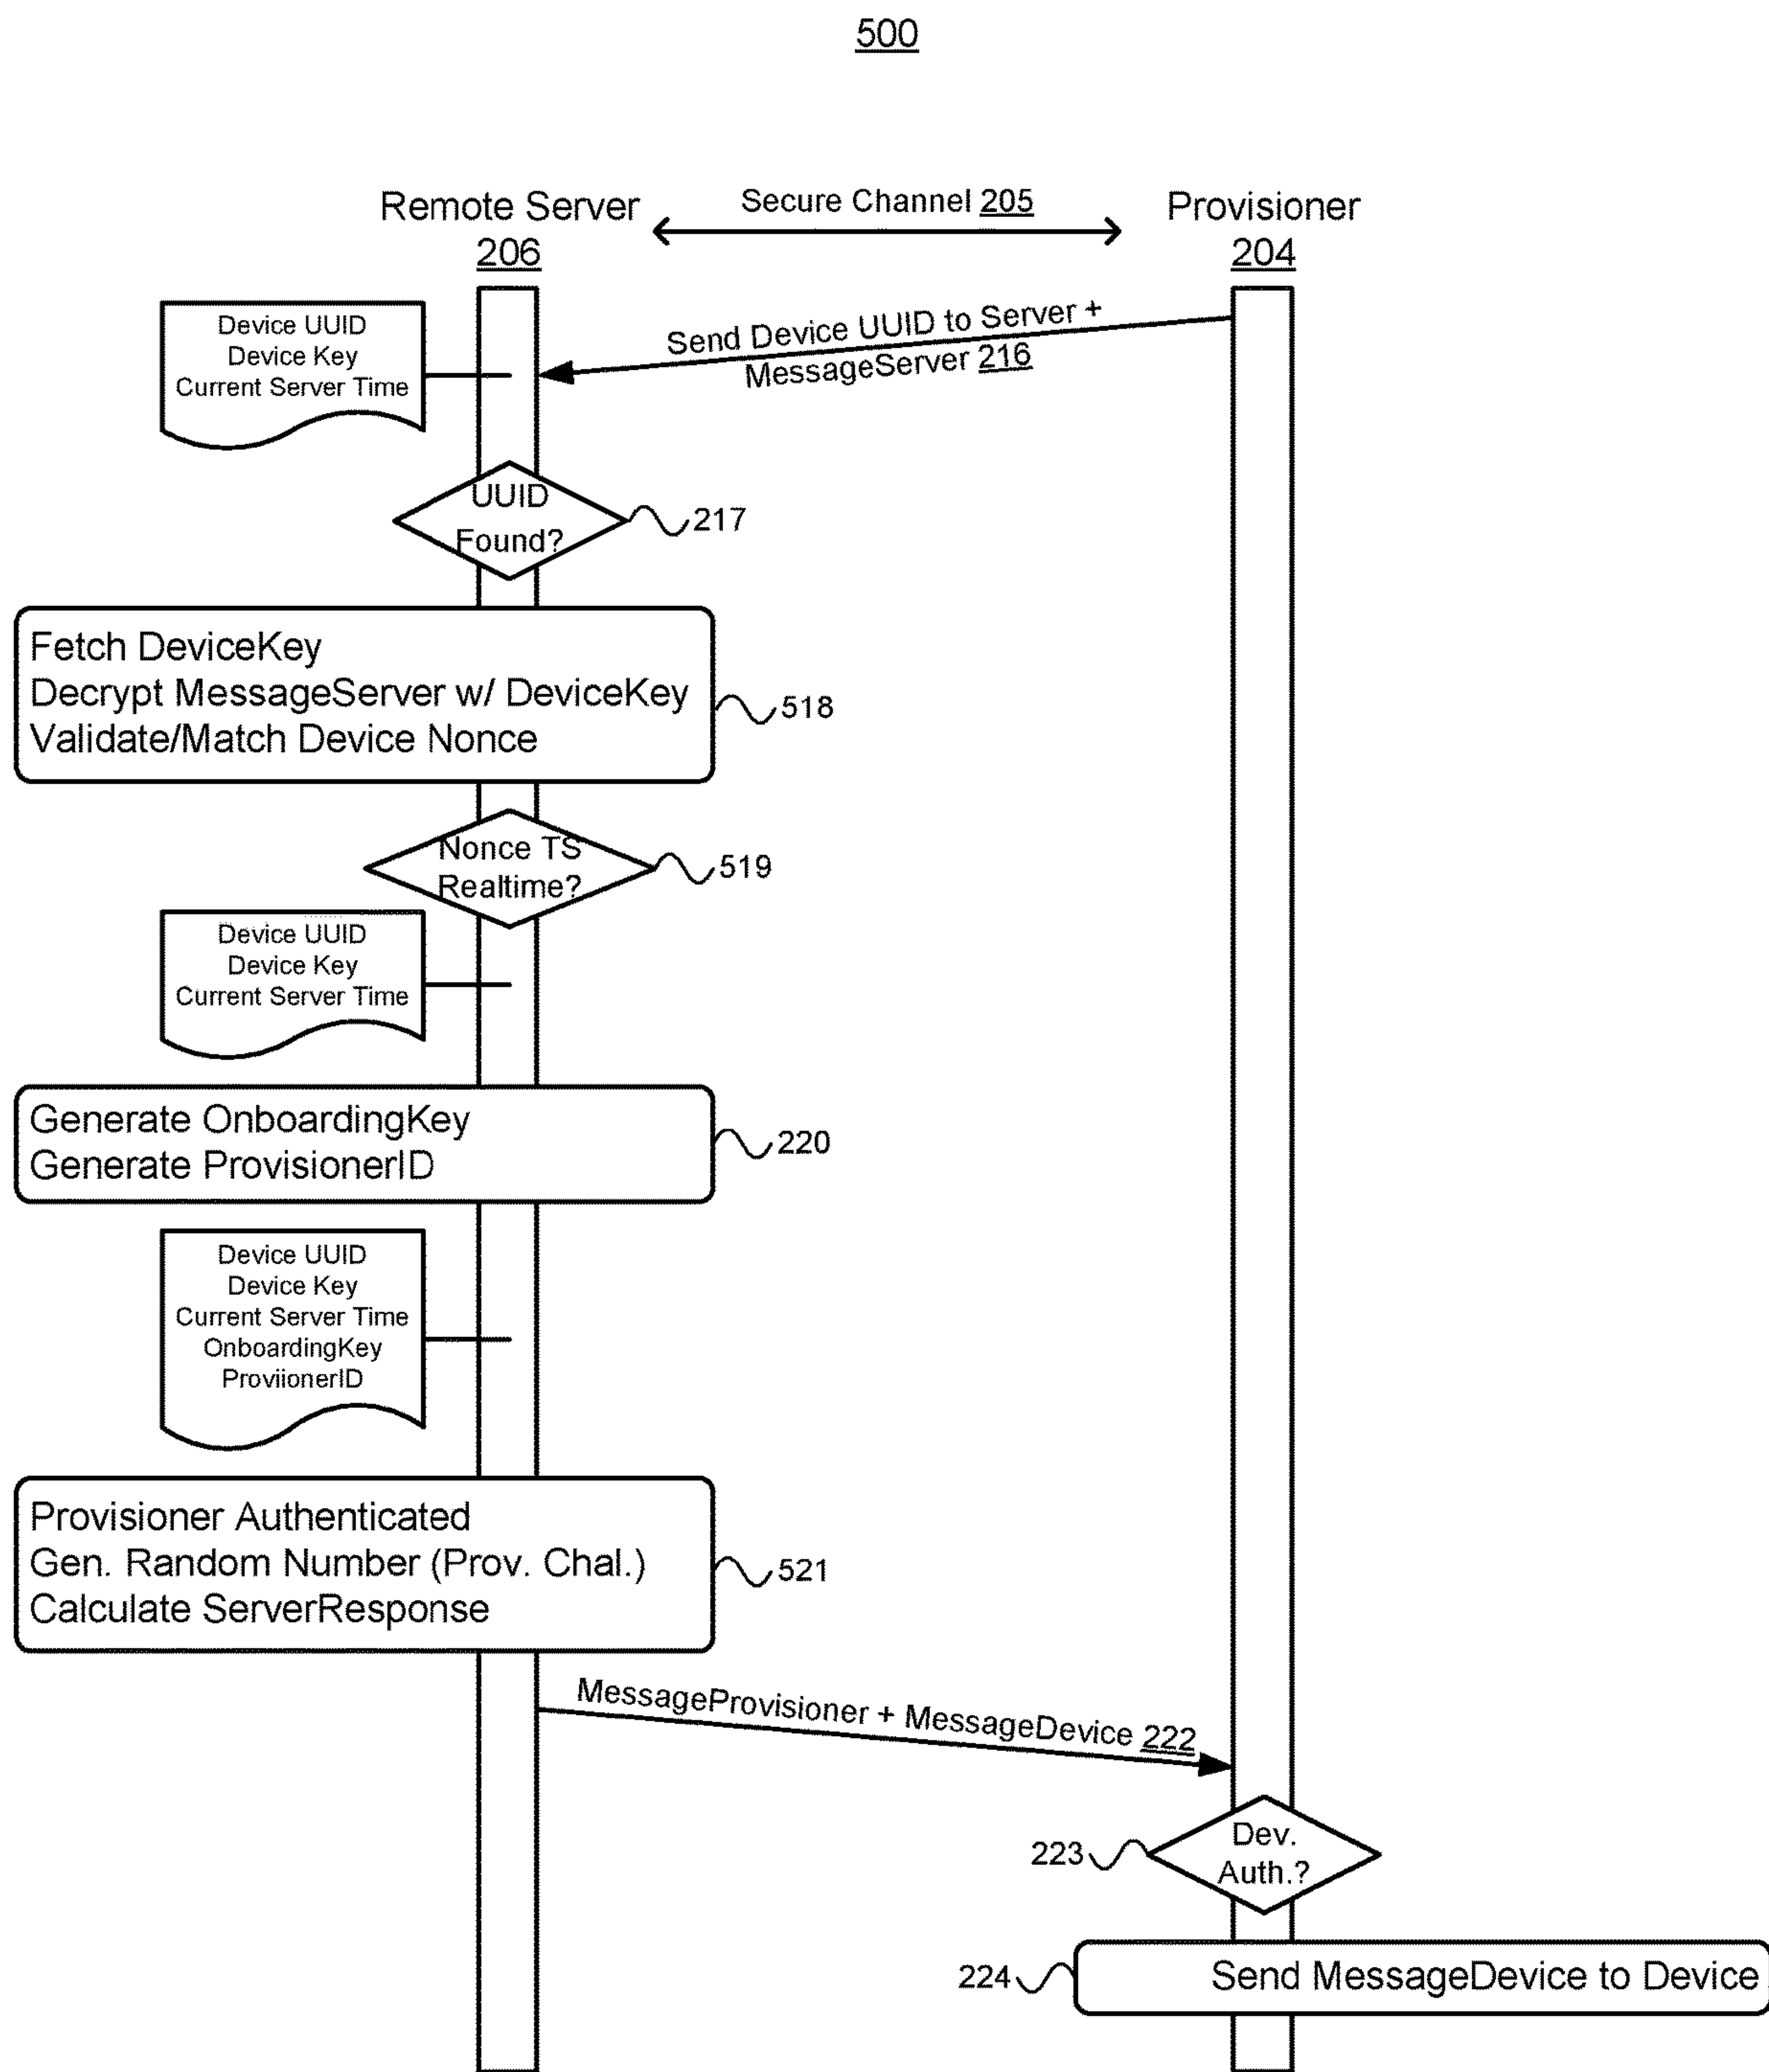 500
Remote Server
206
Secure Channel 205
Provisioner
204
Device UUID
Device Key
Current Server Time
Send Device UUID to Server +
MessageServer 216
UUID
Found?
217
Fetch DeviceKey
Decrypt MessageServer w/ DeviceKey
Validate/Match Device Nonce
518
Nonce TS
Realtime?
519
Device UUID
Device Key
Current Server Time
Generate OnboardingKey
Generate ProvisionerID
220
Device UUID
Device Key
Current Server Time
OnboardingKey
ProviionerID
Provisioner Authenticated
Gen. Random Number (Prov. Chal.)
Calculate ServerResponse
521
MessageProvisioner + MessageDevice 222
Dev.
Auth.?
223
224
Send MessageDevice to Device